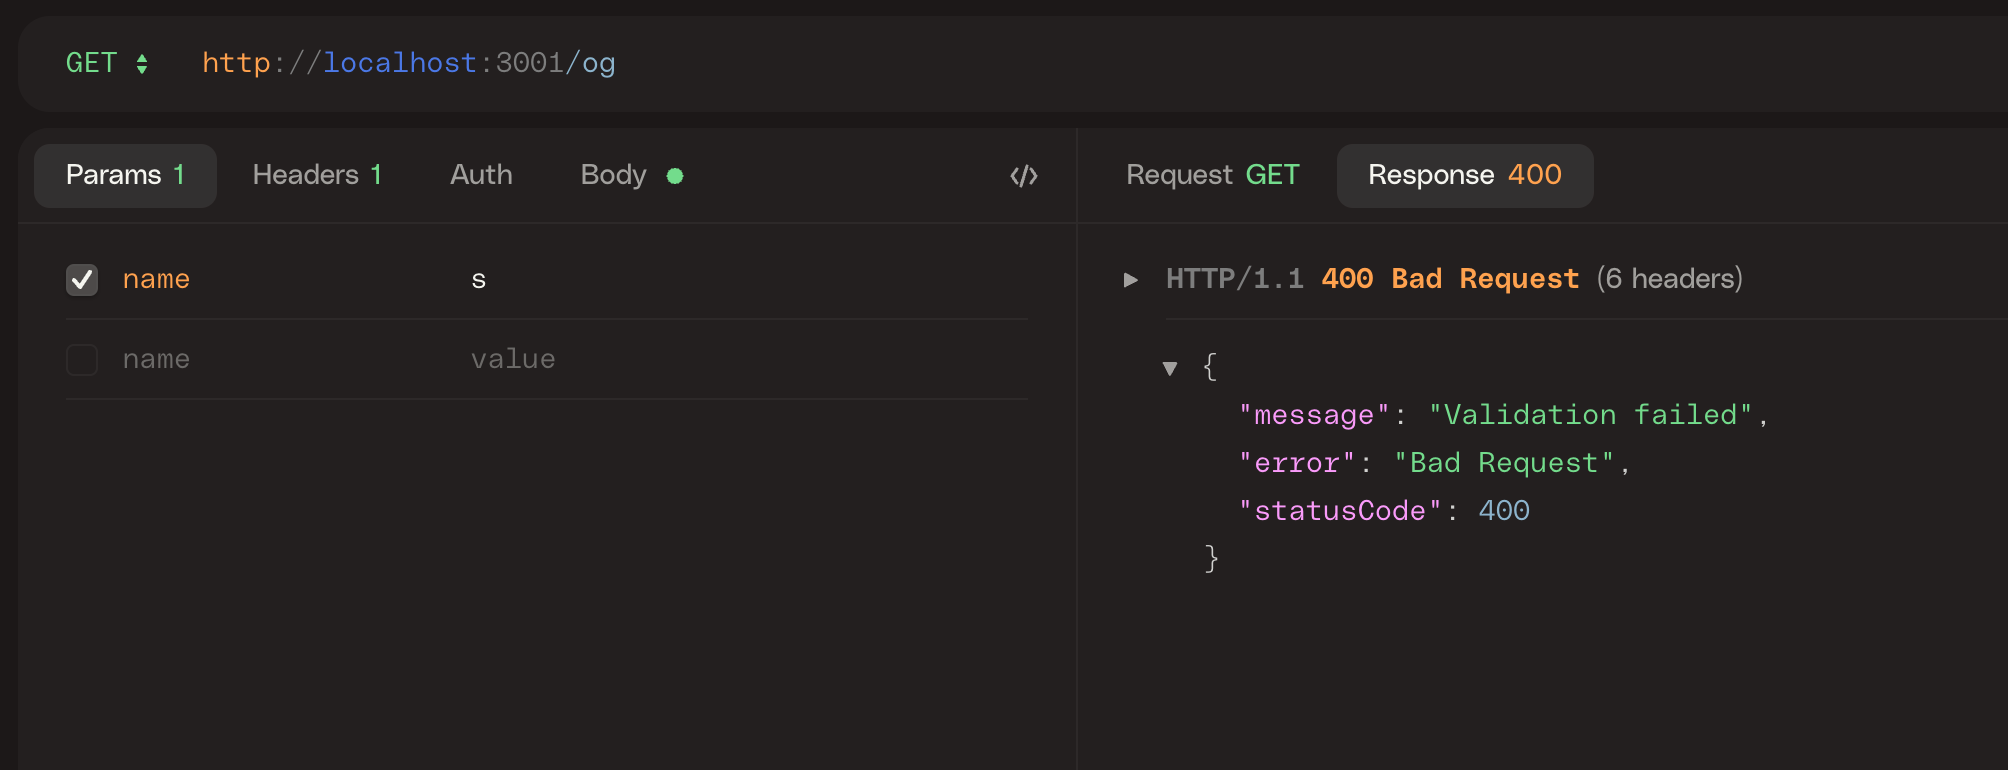 GET http://localhost:3001/og
Params 1 Headers 1 Auth Body </>
name s
name value
Request GET Response 400
HTTP/1.1 400 Bad Request (6 headers)
{
"message": "Validation failed",
"error": "Bad Request",
"statusCode": 400
}